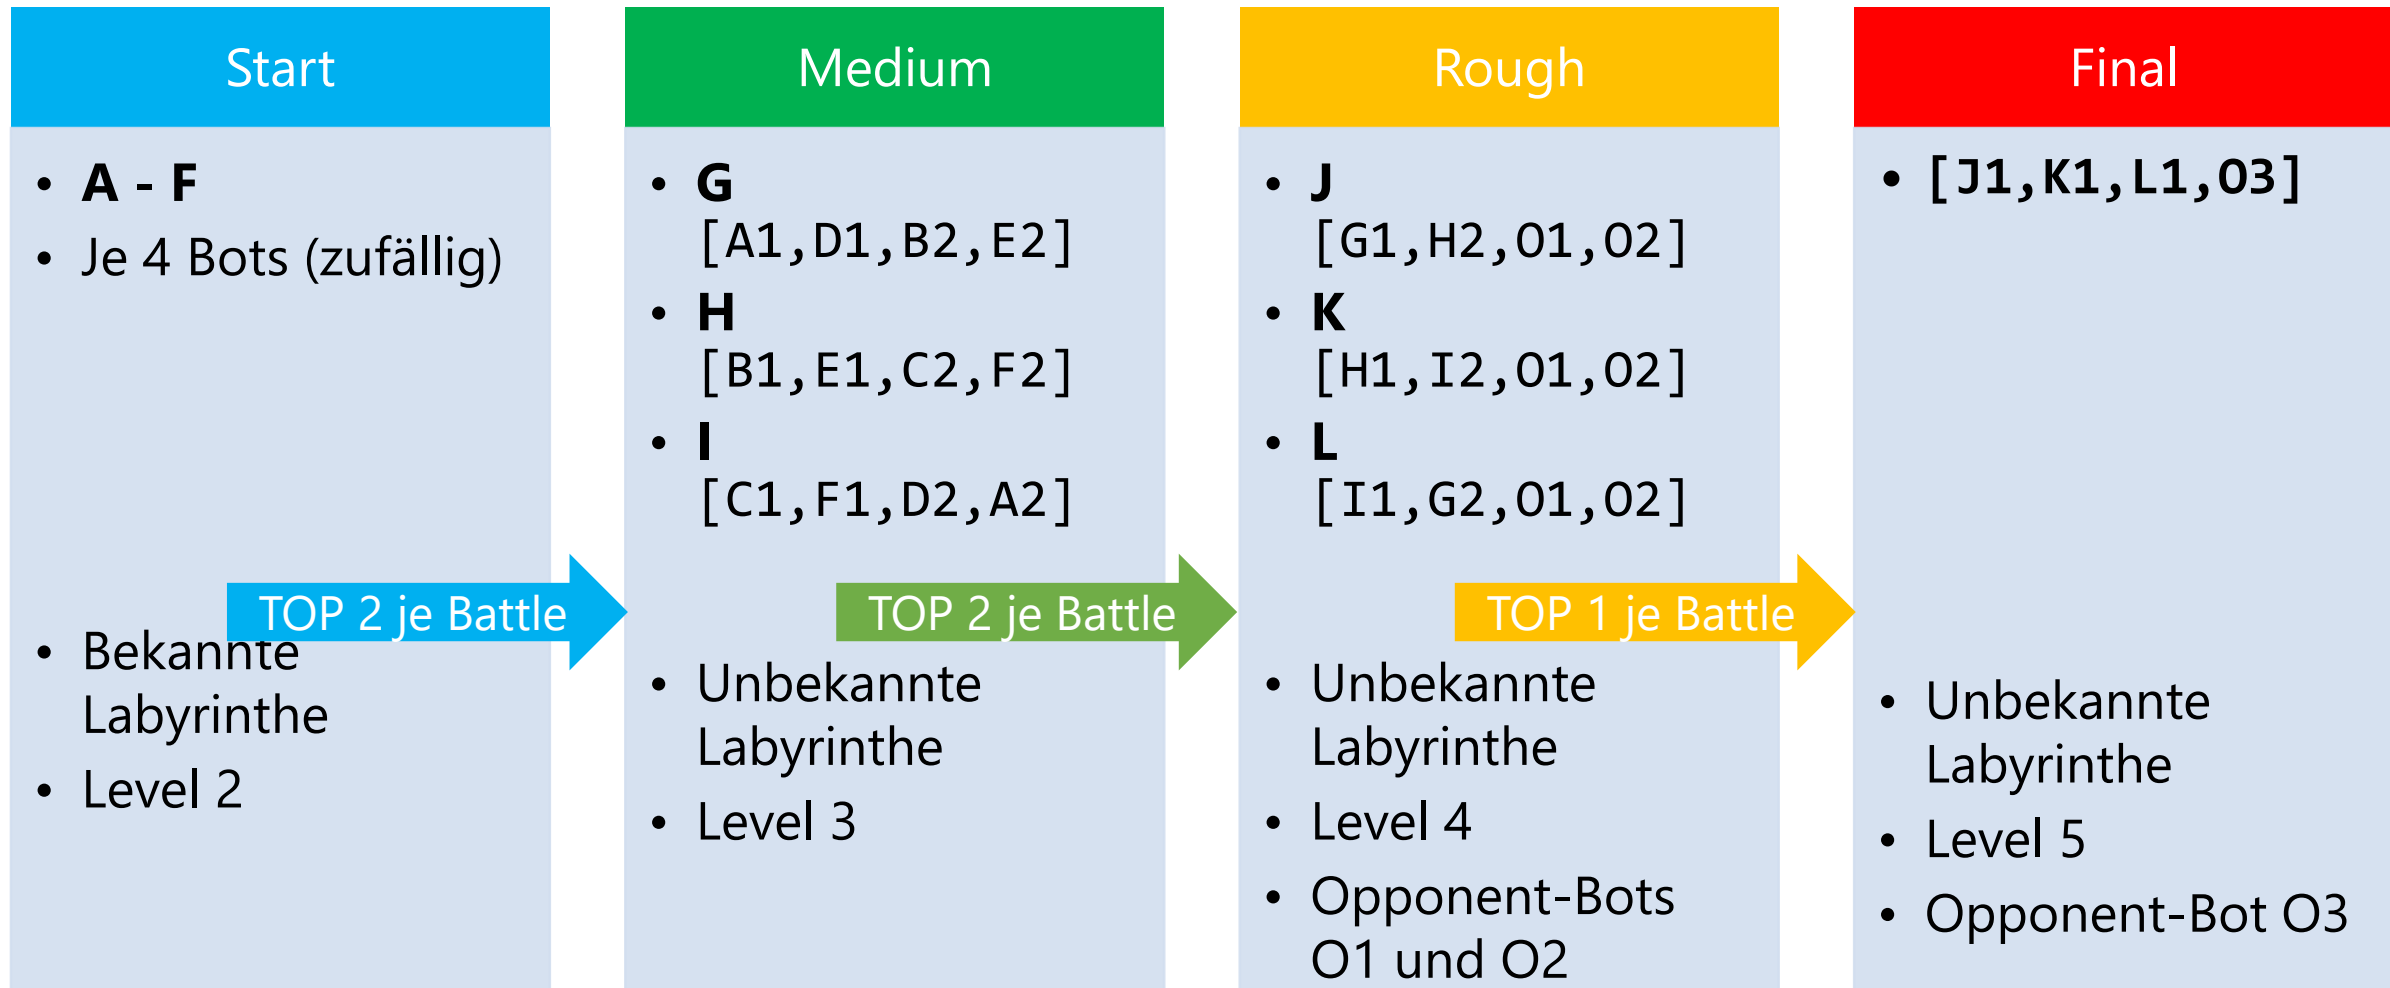 Start
• A - F
• Je 4 Bots (zufällig)
TOP 2 je Battle
• Bekannte
Labyrinthe
• Level 2
Medium
• G
[A1,D1,B2,E2]
• H
[B1,E1,C2,F2]
• I
[C1,F1,D2,A2]
TOP 2 je Battle
• Unbekannte
Labyrinthe
• Level 3
Rough
• J
[G1,H2,O1,O2]
• K
[H1,I2,O1,O2]
• L
[I1,G2,O1,O2]
TOP 1 je Battle
• Unbekannte
Labyrinthe
• Level 4
• Opponent-Bots
O1 und O2
Final
• [J1,K1,L1,O3]
• Unbekannte
Labyrinthe
• Level 5
• Opponent-Bot O3